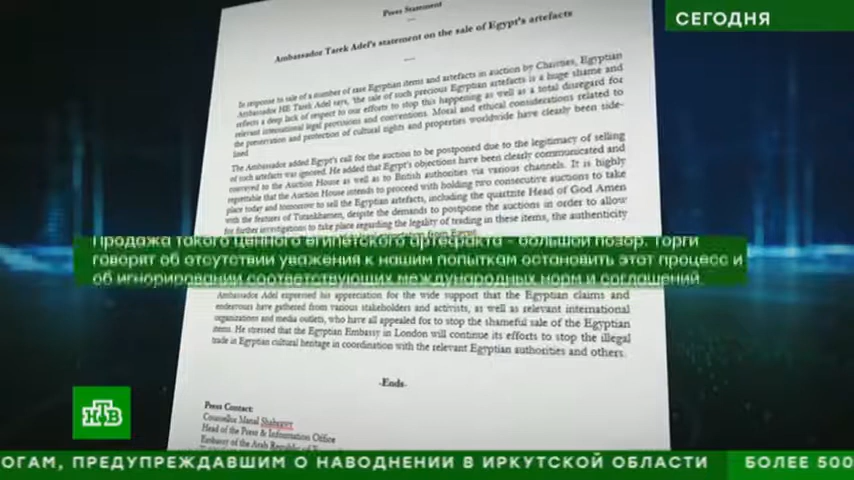 Press Statement
СЕГОДНЯ
Ambassador Tarek Adel's statement on the sale of Egypt's artefacts
In response to sale of a number of rare Egyptian items and artefacts in auction by Christies, Egyptian
Ambassador HE Tarek Adel says, 'the sale of such precious Egyptian artefacts is a huge shame and
reflects a deep lack of respect to our efforts to stop this happening as well as a total disregard for
relevant international legal provisions and conventions. Moral and ethical considerations related to
the preservation and protection of cultural rights and properties worldwide have clearly been side-
lined
The Ambassador added Egypt's call for the auction to be postponed due to the legitimacy of selling
of such artefact was ignored. He added that Egypt's objections have been clearly communicated and
conveyed to the Auction House as well as to British authorities via various channels. It is highly
regrettable that the Auction House intends to proceed with holding two consecutive auctions to take
place today and tomorrow to sell the Egyptian artefacts, including the quartzite Head of God Amen
with the features of Tutankhamen, despite the demands to postpone the auctions in order to allow
for further investigations to take place regarding the legality of trading in these items, the authenticity
from Egypt.
Продажа такого ценного египетского артефакта - большой позор. Торги
говорят об отсутствии уважения к нашим попыткам остановить этот процесс и
об игнорировании соответствующих международных норм и соглашений.
Ambassador Adel expressed his appreciation for the wide support that the Egyptian claims and
endeavours have gathered from various stakeholders and activists, as well as relevant international
organizations and media outlets, who have all appealed for to stop the shameful sale of the Egyptian
items. He stressed that the Egyptian Embassy in London will continue its efforts to stop the illegal
trade in Egyptian cultural heritage in coordination with the relevant Egyptian authorities and others.
-Ends-
Press Contact:
Counsellor Manal
Head of the Press & Information Office
Embassy of the Arab Republic of
НТВ
ОГАМ, ПРЕДУПРЕЖДАВШИМ О НАВОДНЕНИИ В ИРКУТСКОЙ ОБЛАСТИ
БОЛЕЕ 500